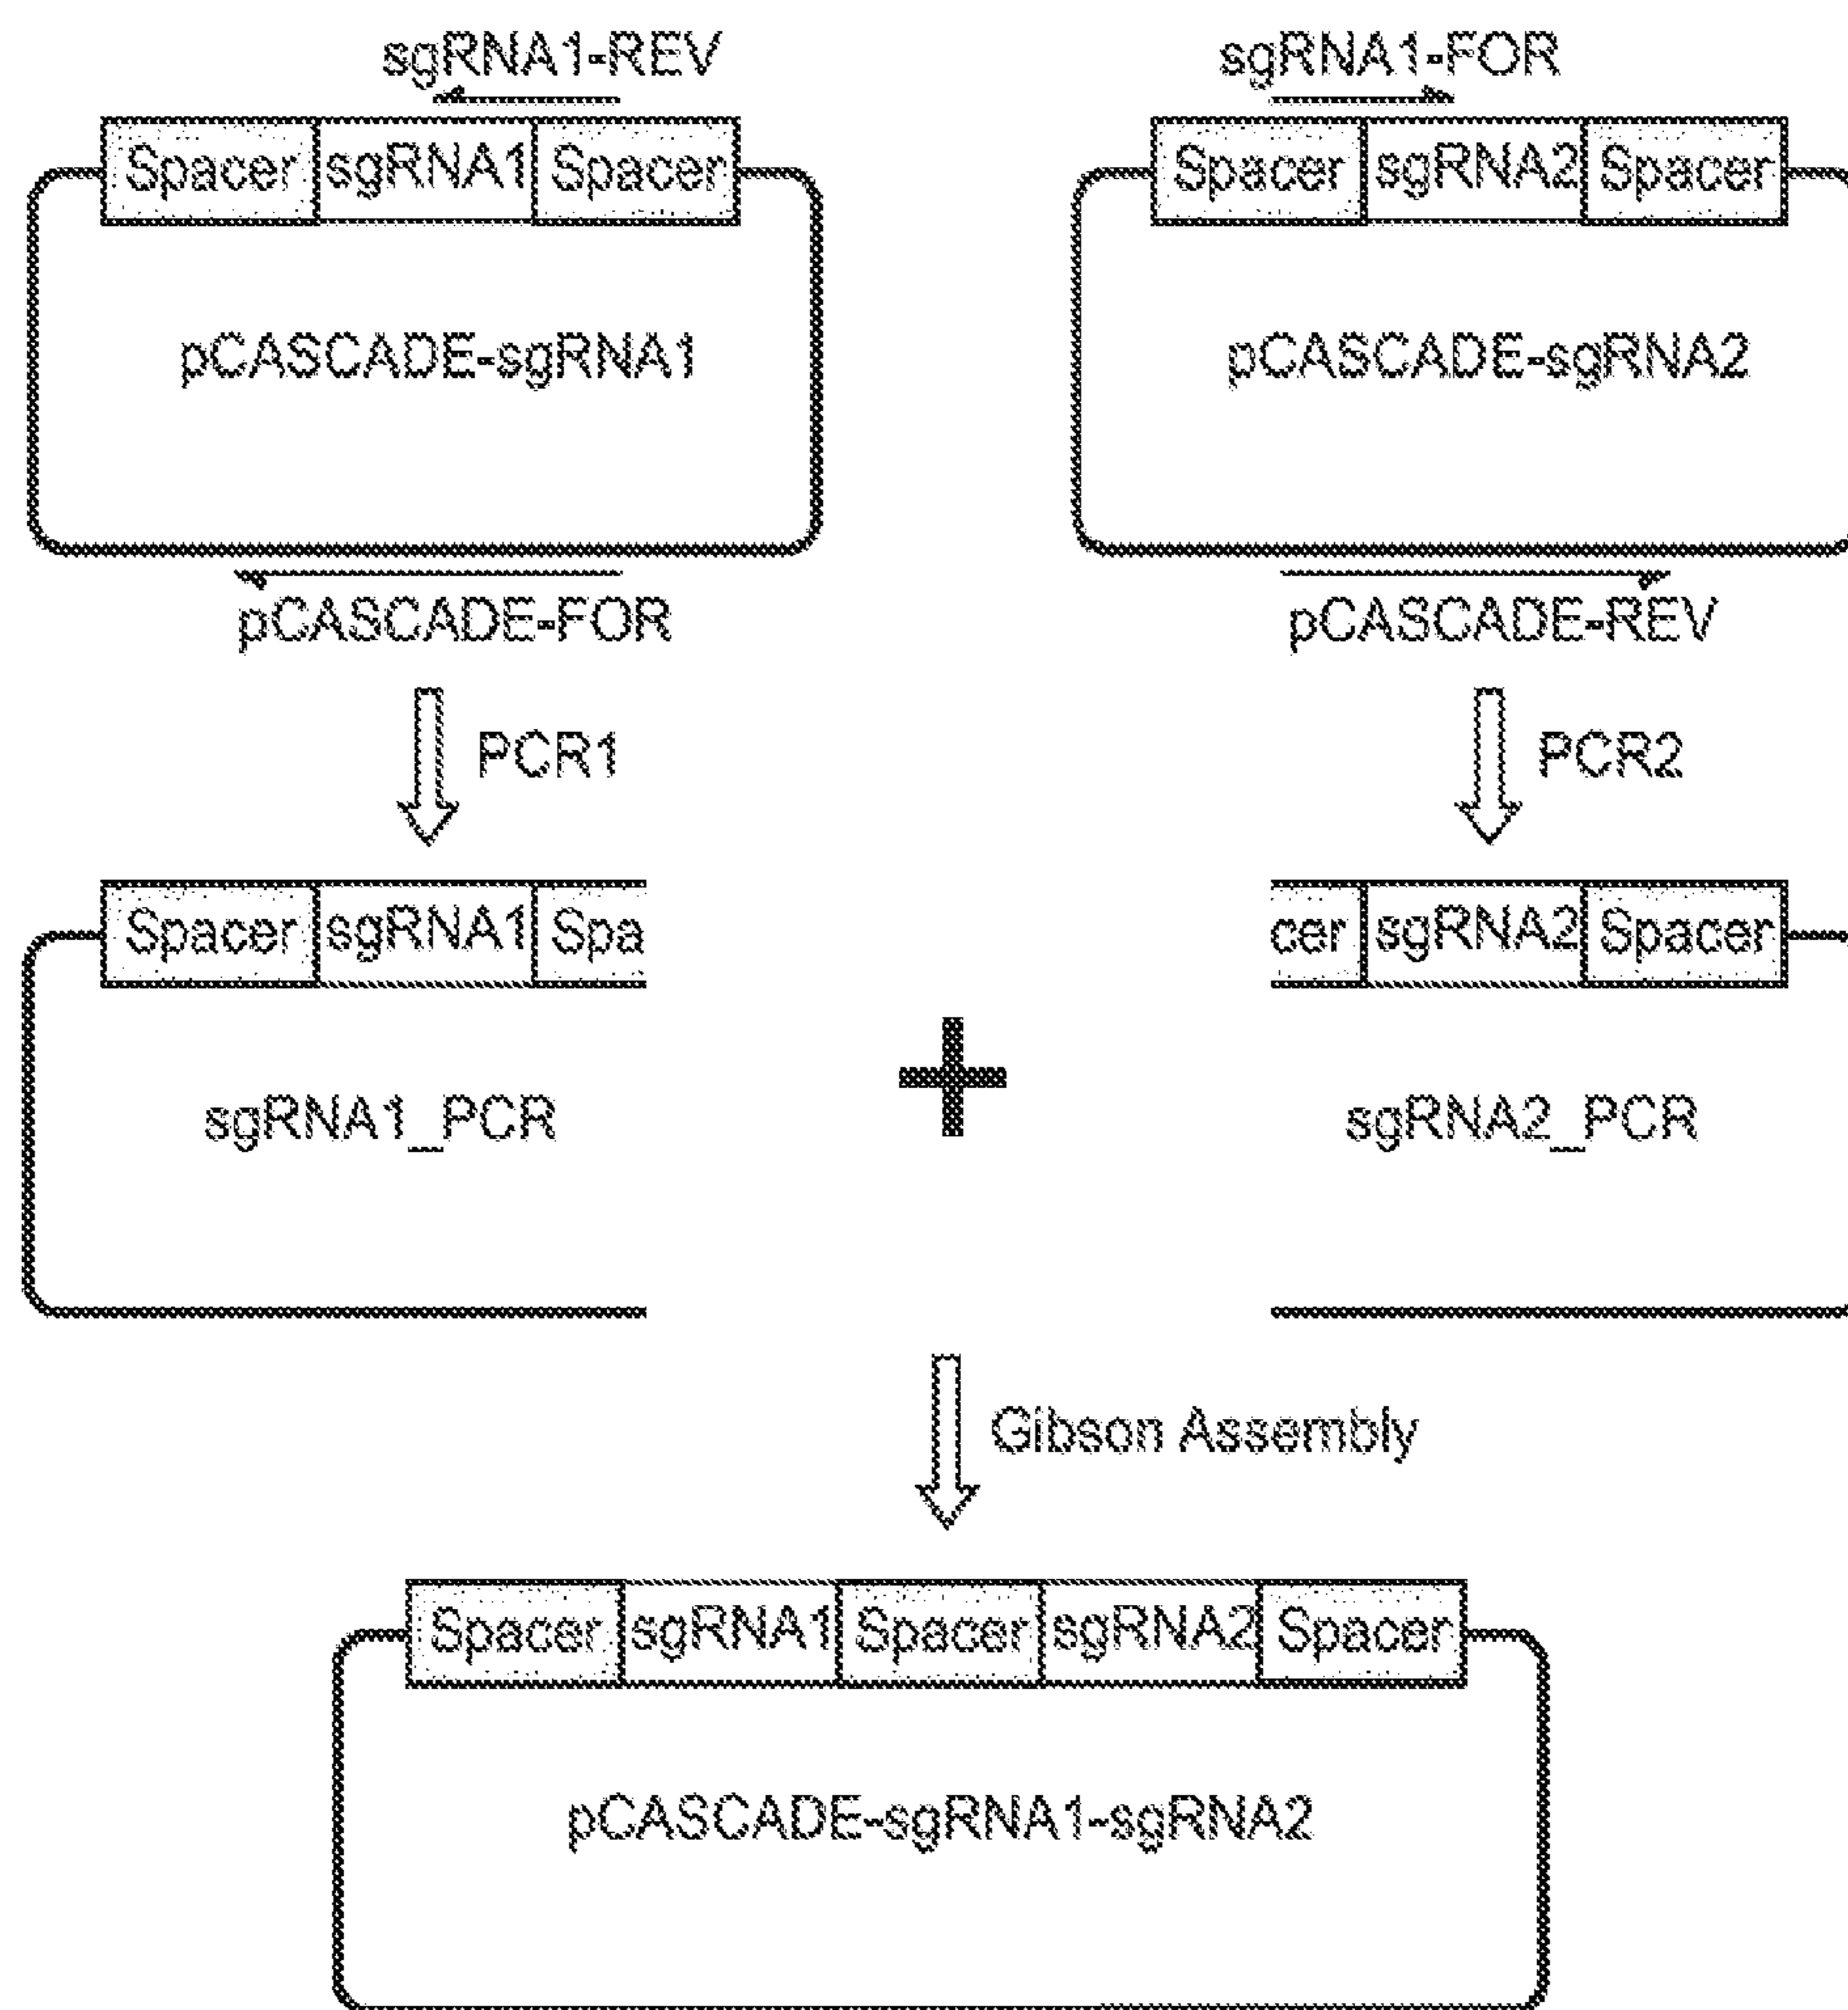 sgRNA1-REV
sgRNA1-FOR
Spacer sgRNA1 Spacer
Spacer sgRNA2 Spacer
pCASCADE-sgRNA1
pCASCADE-sgRNA2
pCASCADE-FOR
pCASCADE-REV
PCR1
PCR2
Spacer sgRNA1 Spa
cer sgRNA2 Spacer
sgRNA1_PCR
+
sgRNA2_PCR
Gibson Assembly
Spacer sgRNA1 Spacer sgRNA2 Spacer
pCASCADE-sgRNA1-sgRNA2